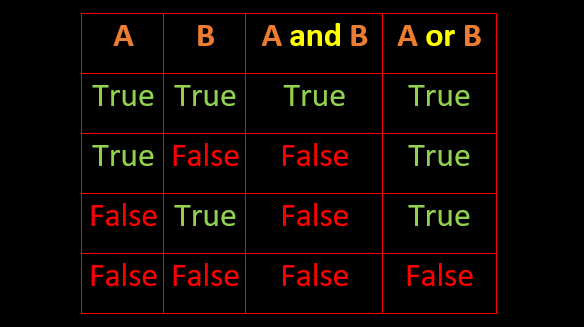 A B A and B A or B
True True True True
True False False True
False True False True
False False False False